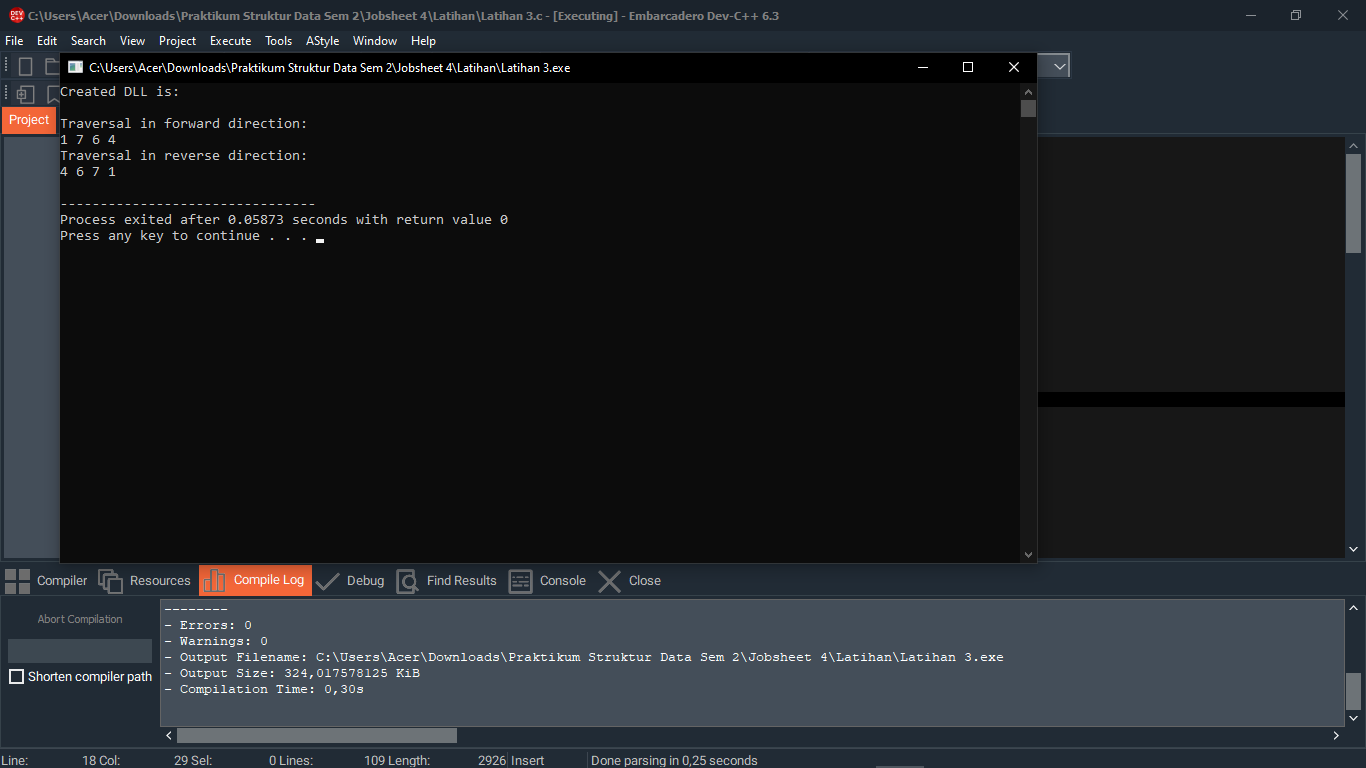 C:\Users\Acer\Downloads\Praktikum Struktur Data Sem 2\Jobsheet 4\Latihan\Latihan 3.c - [Executing] - Embarcadero Dev-C++ 6.3
File Edit Search View Project Execute Tools AStyle Window Help
C:\Users\Acer\Downloads\Praktikum Struktur Data Sem 2\Jobsheet 4\Latihan\Latihan 3.exe
Project
Created DLL is:
Traversal in forward direction:
1 7 6 4
Traversal in reverse direction:
4 6 7 1
--------------------------------
Process exited after 0.05873 seconds with return value 0
Press any key to continue . . .
Compiler Resources Compile Log Debug Find Results Console Close
Abort Compilation
Shorten compiler path
--------
- Errors: 0
- Warnings: 0
- Output Filename: C:\Users\Acer\Downloads\Praktikum Struktur Data Sem 2\Jobsheet 4\Latihan\Latihan 3.exe
- Output Size: 324,017578125 KiB
- Compilation Time: 0,30s
Line: 18 Col: 29 Sel: 0 Lines: 109 Length: 2926 Insert Done parsing in 0,25 seconds